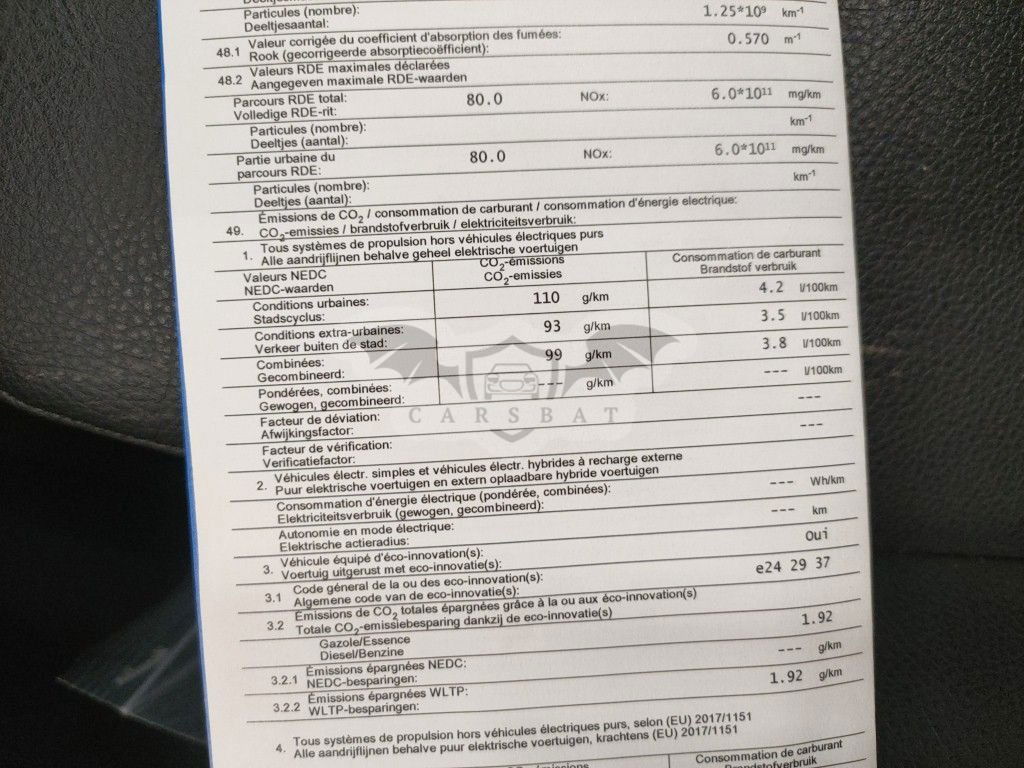 Particules (nombre): 1.25*10⁹ km⁻¹
Deeltjesaantal:
48.1 Valeur corrigée du coefficient d'absorption des fumées: 0.570 m⁻¹
Rook (gecorrigeerde absorptiecoëfficient):
48.2 Valeurs RDE maximales déclarées
Aangegeven maximale RDE-waarden
Parcours RDE total: 80.0 NOx: 6.0*10¹¹ mg/km
Volledige RDE-rit:
Particules (nombre): km⁻¹
Deeltjes (aantal):
Partie urbaine du 80.0 NOx: 6.0*10¹¹ mg/km
parcours RDE:
Particules (nombre): km⁻¹
Deeltjes (aantal):
49. Émissions de CO₂ / consommation de carburant / consommation d'énergie electrique:
CO₂-emissies / brandstofverbruik / elektriciteitsverbruik:
1. Tous systèmes de propulsion hors véhicules électriques purs
Alle aandrijflijnen behalve geheel elektrische voertuigen
Valeurs NEDC CO₂-émissions Consommation de carburant
NEDC-waarden CO₂-emissies Brandstof verbruik
Conditions urbaines: 110 g/km 4.2 l/100km
Stadscyclus:
Conditions extra-urbaines: 93 g/km 3.5 l/100km
Verkeer buiten de stad:
Combinées: 99 g/km 3.8 l/100km
Gecombineerd:
Pondérées, combinées: --- g/km --- l/100km
Gewogen, gecombineerd:
CARSBAT
Facteur de déviation: ---
Afwijkingsfactor:
Facteur de vérification: ---
Verificatiefactor:
2. Véhicules électr. simples et véhicules électr. hybrides à recharge externe
Puur elektrische voertuigen en extern oplaadbare hybride voertuigen
Consommation d'énergie électrique (pondérée, combinées): --- Wh/km
Elektriciteitsverbruik (gewogen, gecombineerd):
Autonomie en mode électrique: --- km
Elektrische actieradius:
3. Véhicule équipé d'éco-innovation(s): Oui
Voertuig uitgerust met eco-innovatie(s):
3.1 Code géneral de la ou des eco-innovation(s): e24 29 37
Algemene code van de eco-innovatie(s):
3.2 Émissions de CO₂ totales épargnées grâce à la ou aux éco-innovation(s)
Totale CO₂-emissiebesparing dankzij de eco-innovatie(s)
Gazole/Essence 1.92
Diesel/Benzine
3.2.1 Émissions épargnées NEDC: --- g/km
NEDC-besparingen:
3.2.2 Émissions épargnées WLTP: 1.92 g/km
WLTP-besparingen:
4. Tous systèmes de propulsion hors véhicules électriques purs, selon (EU) 2017/1151
Alle aandrijflijnen behalve puur elektrische voertuigen, krachtens (EU) 2017/1151
Consommation de carburant